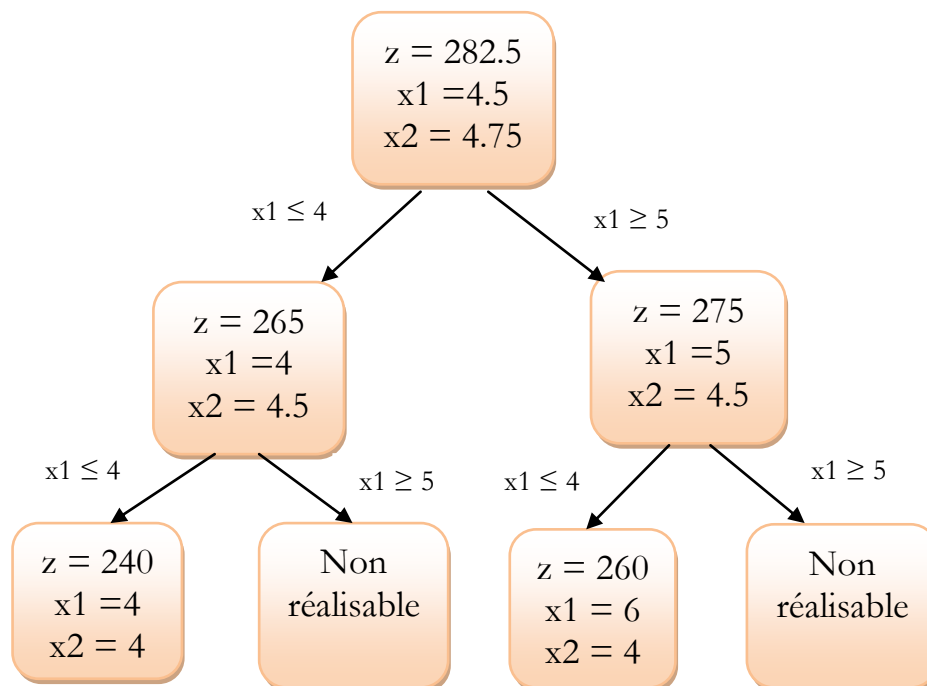 z = 282.5
x1 =4.5
x2 = 4.75
x1 ≤ 4
x1 ≥ 5
z = 265
x1 =4
x2 = 4.5
z = 275
x1 =5
x2 = 4.5
x1 ≤ 4
x1 ≥ 5
x1 ≤ 4
x1 ≥ 5
z = 240
x1 =4
x2 = 4
Non
réalisable
z = 260
x1 = 6
x2 = 4
Non
réalisable